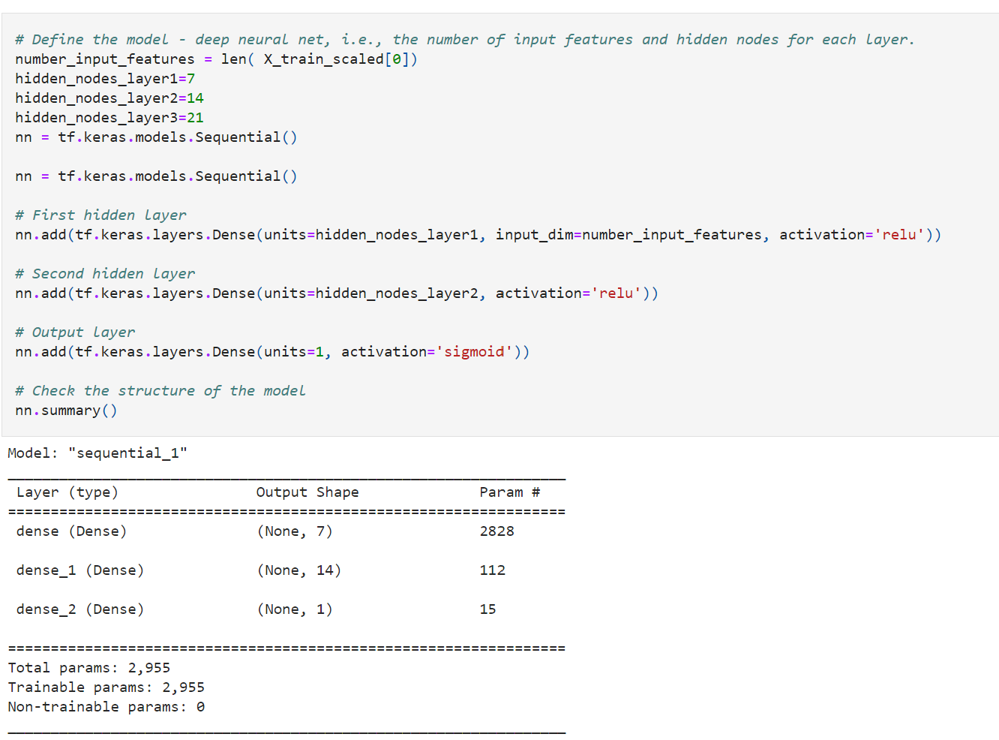 # Define the model - deep neural net, i.e., the number of input features and hidden nodes for each layer.
number_input_features = len( X_train_scaled[0])
hidden_nodes_layer1=7
hidden_nodes_layer2=14
hidden_nodes_layer3=21
nn = tf.keras.models.Sequential()
nn = tf.keras.models.Sequential()
# First hidden layer
nn.add(tf.keras.layers.Dense(units=hidden_nodes_layer1, input_dim=number_input_features, activation='relu'))
# Second hidden layer
nn.add(tf.keras.layers.Dense(units=hidden_nodes_layer2, activation='relu'))
# Output layer
nn.add(tf.keras.layers.Dense(units=1, activation='sigmoid'))
# Check the structure of the model
nn.summary()
Model: "sequential_1"
_________________________________________________________________
Layer (type) Output Shape Param #
=================================================================
dense (Dense) (None, 7) 2828
dense_1 (Dense) (None, 14) 112
dense_2 (Dense) (None, 1) 15
=================================================================
Total params: 2,955
Trainable params: 2,955
Non-trainable params: 0
_________________________________________________________________